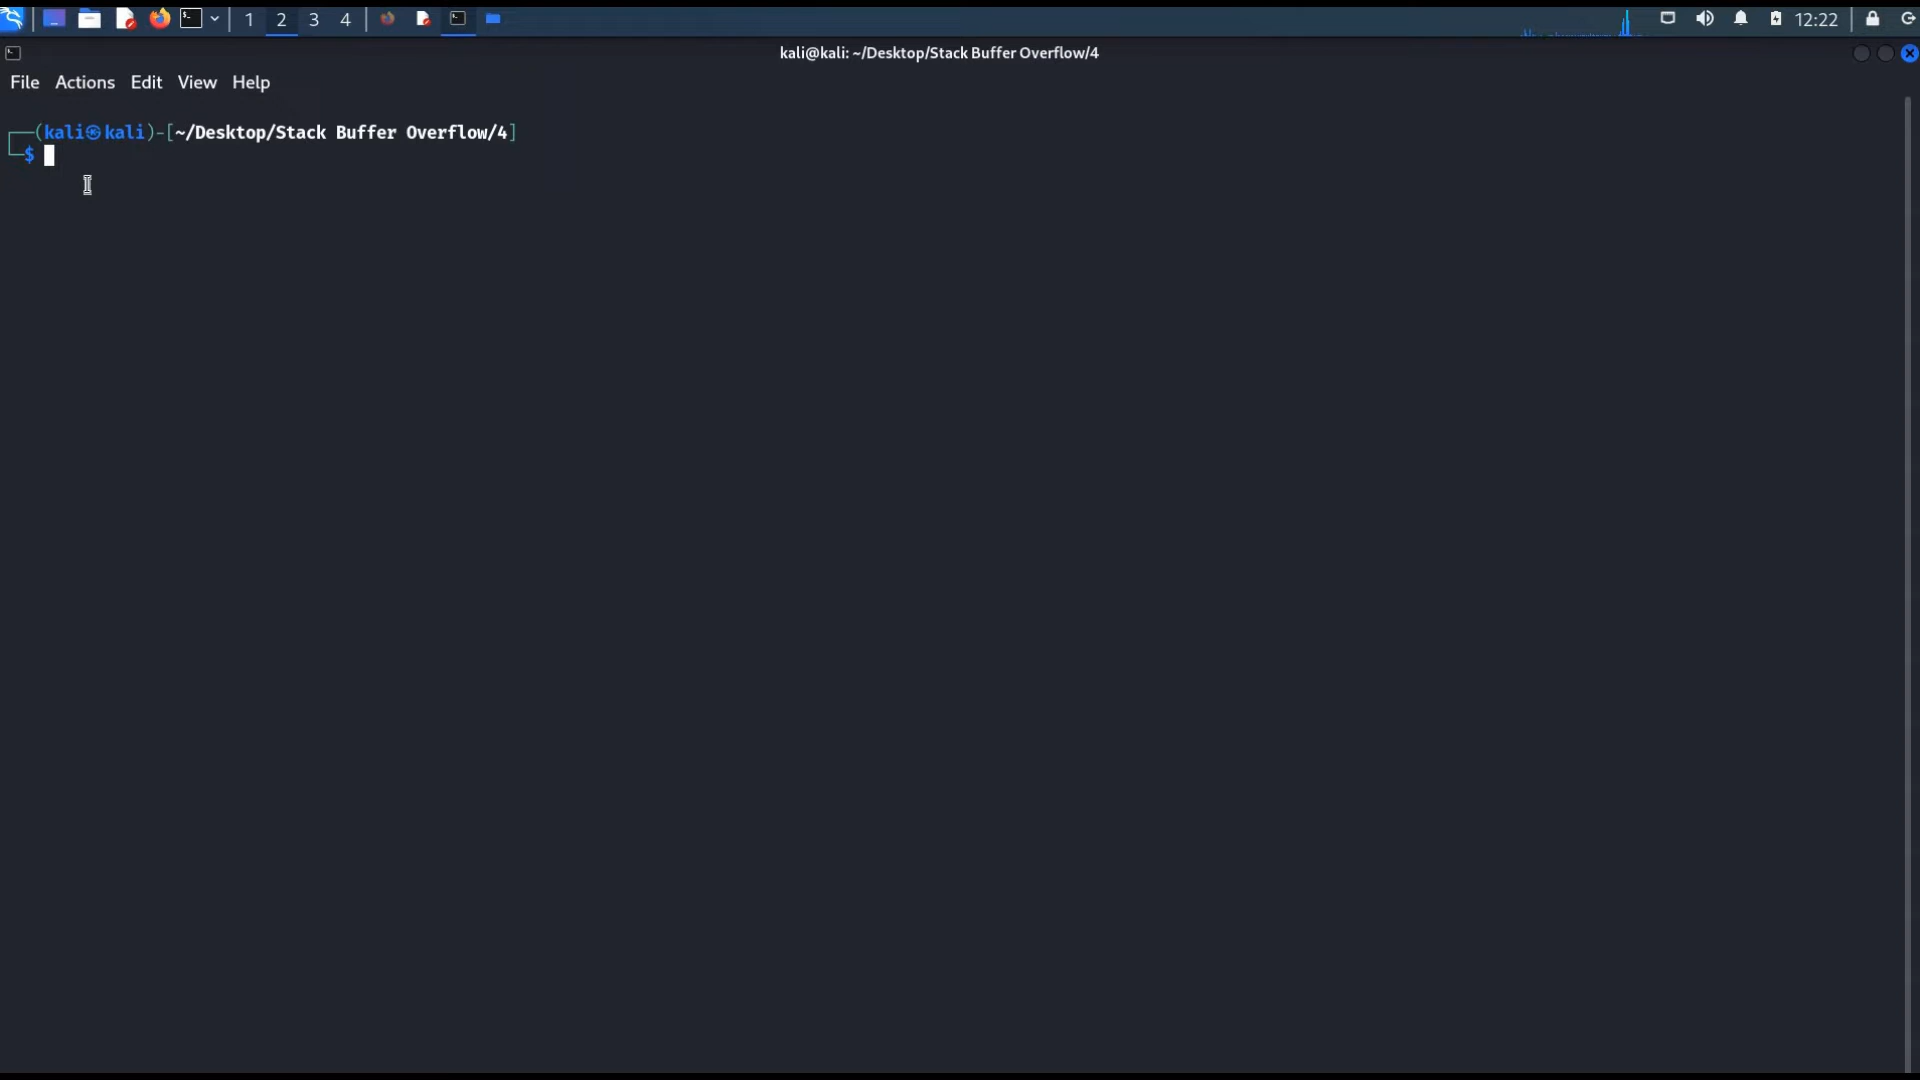 1 2 3 4 12:22
kali@kali: ~/Desktop/Stack Buffer Overflow/4
File Actions Edit View Help
┌──(kali㉿kali)-[~/Desktop/Stack Buffer Overflow/4]
└─$